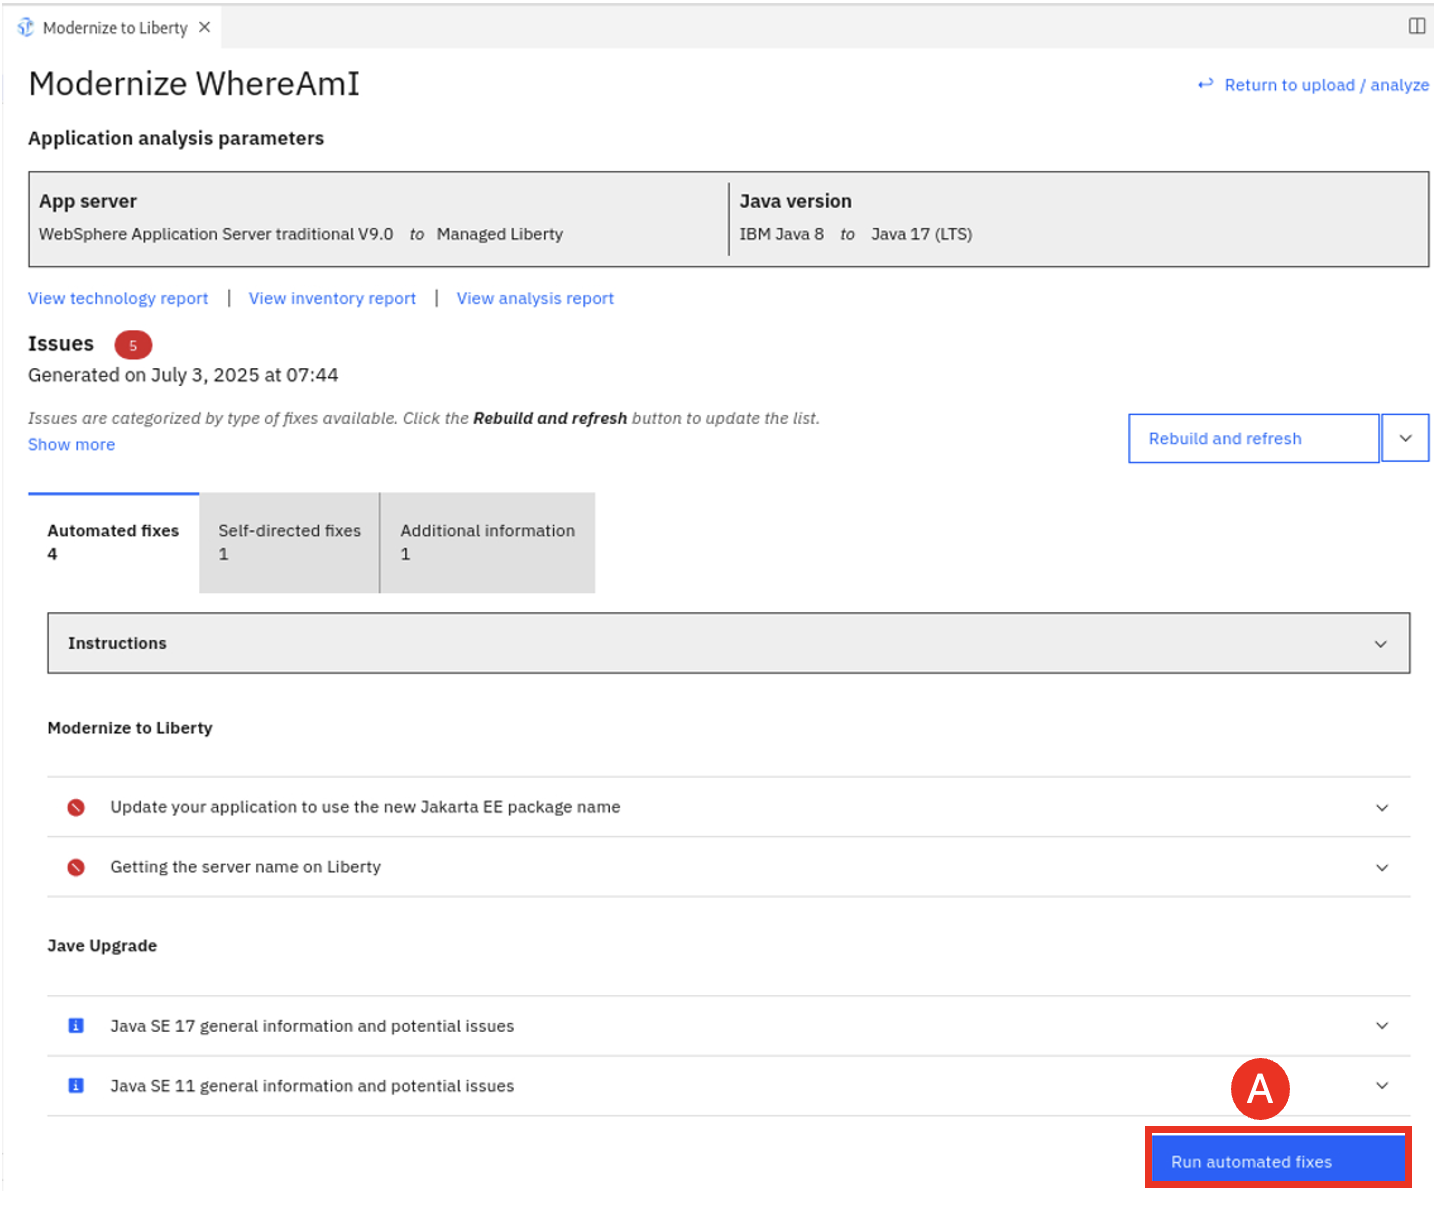 Modernize to Liberty
Modernize WhereAmI
Return to upload / analyze
Application analysis parameters
App server
WebSphere Application Server traditional V9.0 to Managed Liberty
Java version
IBM Java 8 to Java 17 (LTS)
View technology report | View inventory report | View analysis report
Issues 5
Generated on July 3, 2025 at 07:44
Issues are categorized by type of fixes available. Click the Rebuild and refresh button to update the list.
Show more
Rebuild and refresh
Automated fixes
4
Self-directed fixes
1
Additional information
1
Instructions
Modernize to Liberty
Update your application to use the new Jakarta EE package name
Getting the server name on Liberty
Jave Upgrade
Java SE 17 general information and potential issues
Java SE 11 general information and potential issues
A
Run automated fixes